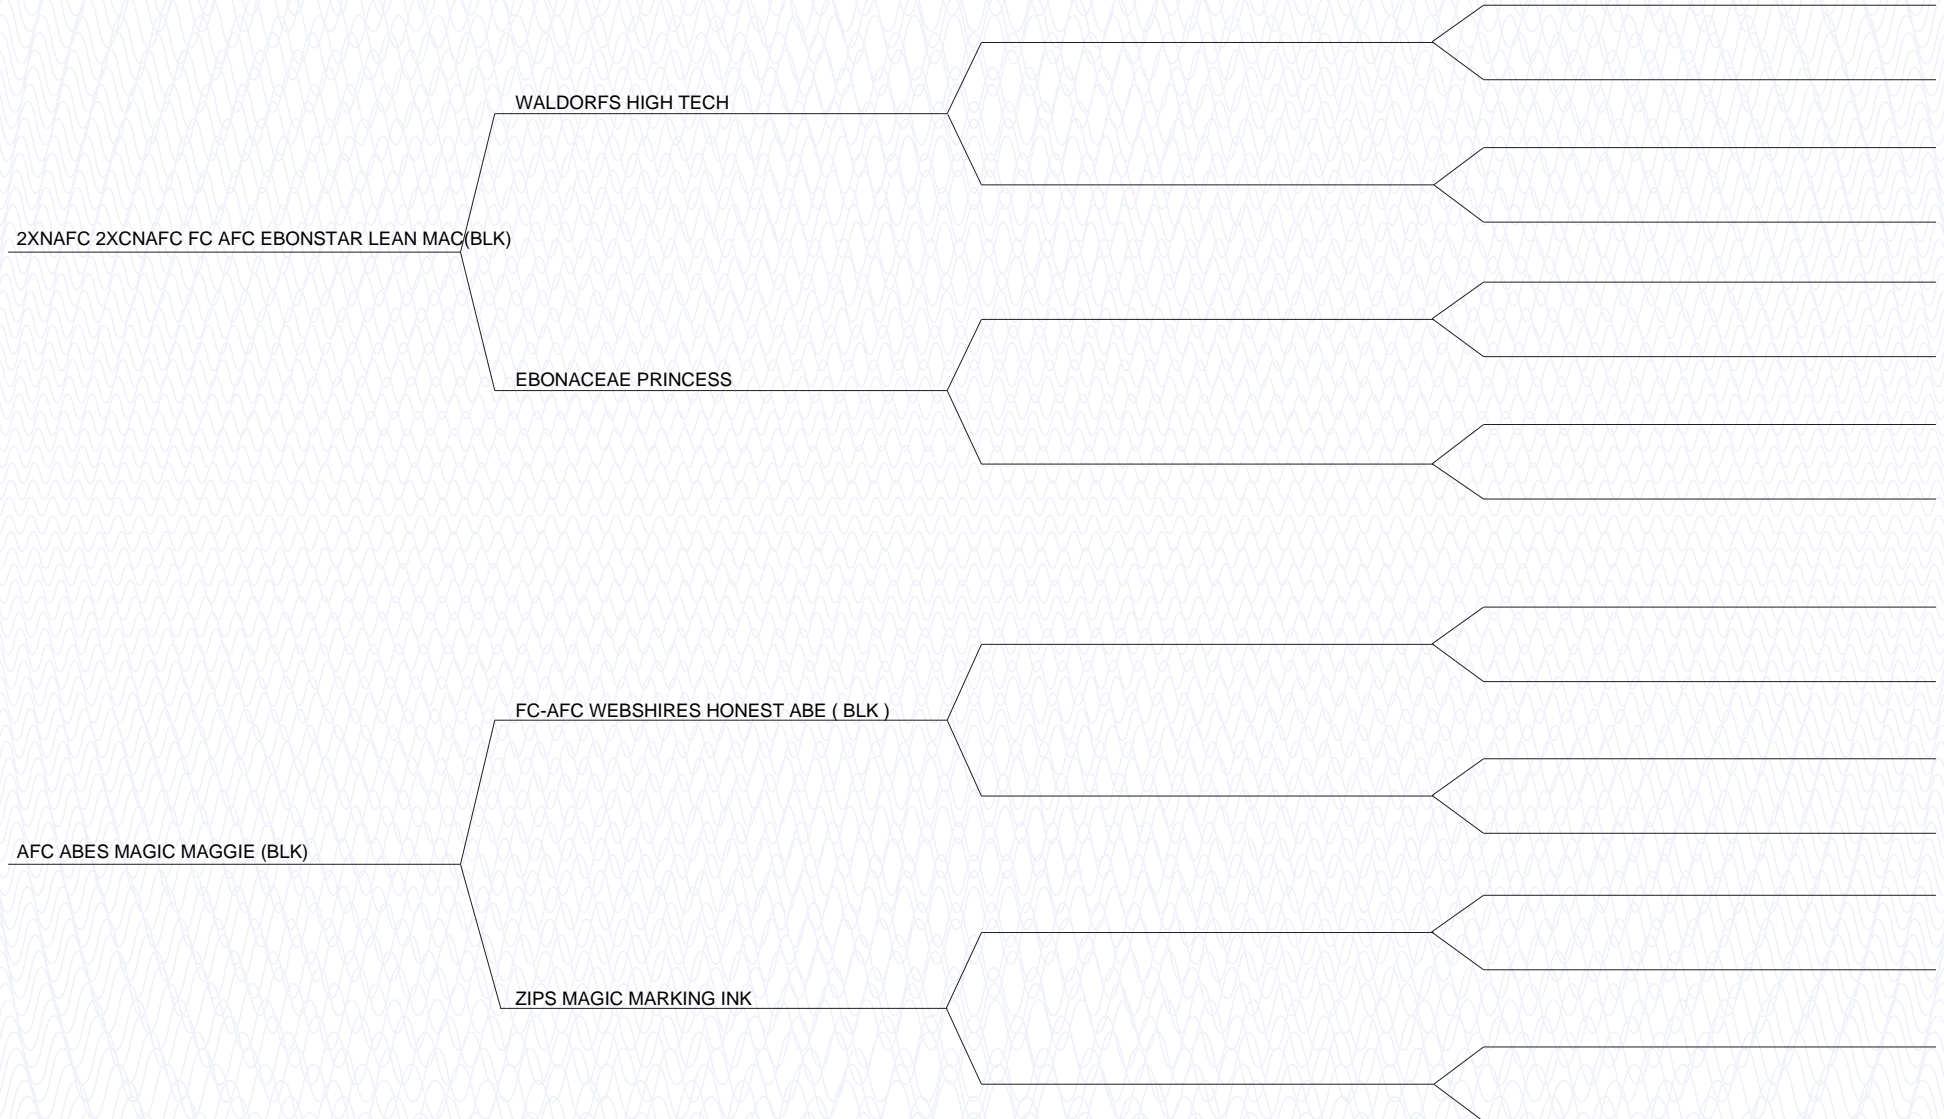 WALDORFS HIGH TECH
2XNAFC 2XCNAFC FC AFC EBONSTAR LEAN MAC(BLK)
EBONACEAE PRINCESS
FC-AFC WEBSHIRES HONEST ABE ( BLK )
AFC ABES MAGIC MAGGIE (BLK)
ZIPS MAGIC MARKING INK